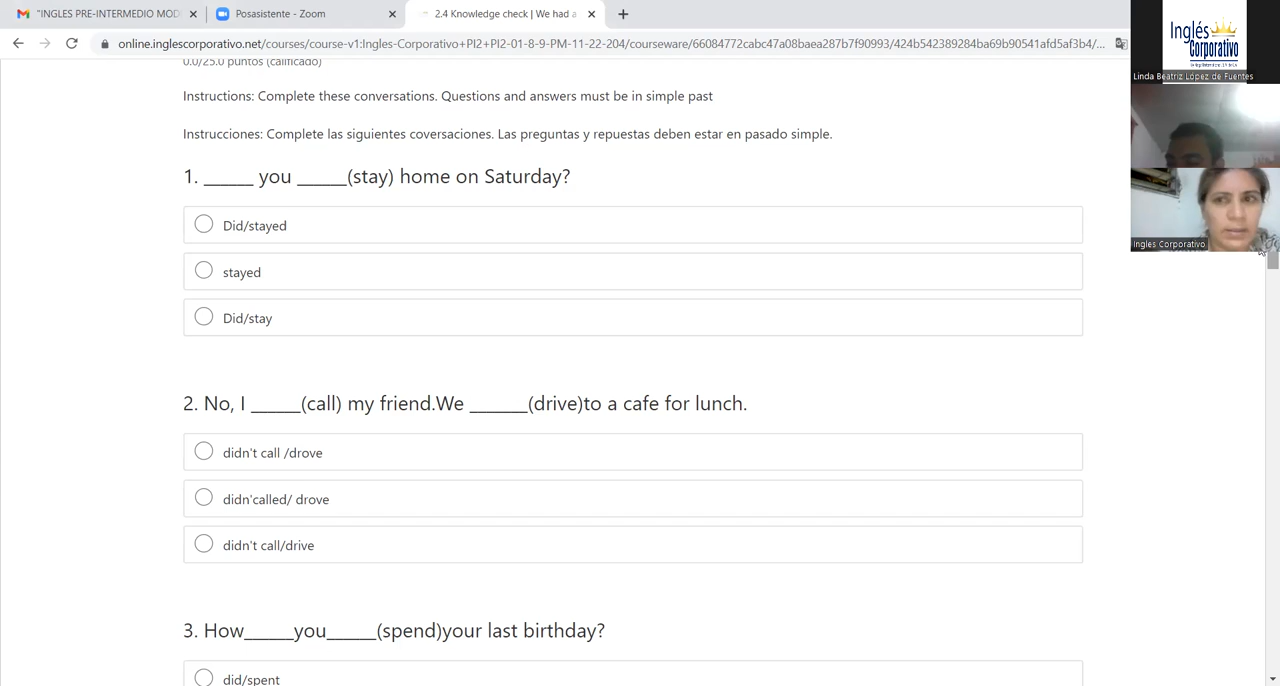 "INGLES PRE-INTERMEDIO MOD
Posasistente - Zoom
2.4 Knowledge check | We had a
online.inglescorporativo.net/courses/course-v1:Ingles-Corporativo+PI2+PI2-01-8-9-PM-11-22-204/courseware/66084772cabc47a08baea287b7f90993/424b542389284ba69b90541afd5af3b4/...
Inglés
Corporativo
Linda Beatriz López de Fuentes
Ingles Corporativo
0.0/25.0 puntos (calificado)
Instructions: Complete these conversations. Questions and answers must be in simple past
Instrucciones: Complete las siguientes coversaciones. Las preguntas y repuestas deben estar en pasado simple.
1. _____ you _____(stay) home on Saturday?
Did/stayed
stayed
Did/stay
2. No, I _____(call) my friend.We ______(drive)to a cafe for lunch.
didn't call /drove
didn'called/ drove
didn't call/drive
3. How_____you_____(spend)your last birthday?
did/spent